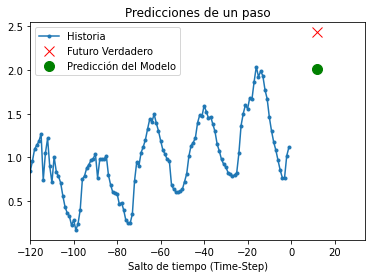 Predicciones de un paso
Historia
Futuro Verdadero
Predicción del Modelo
2.5
2.0
1.5
1.0
0.5
−120 −100 −80 −60 −40 −20 0 20
Salto de tiempo (Time-Step)